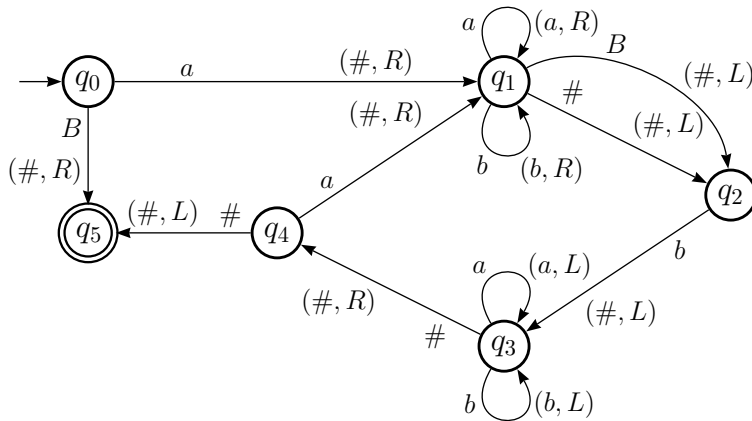 a (a, R)
B
q0 a (#, R) q1 (#, L)
#
B (#, R) (#, L)
b (b, R)
(#, R) a q2
(#, L) # b
q5 q4
a (a, L)
(#, R) (#, L)
# q3
b (b, L)